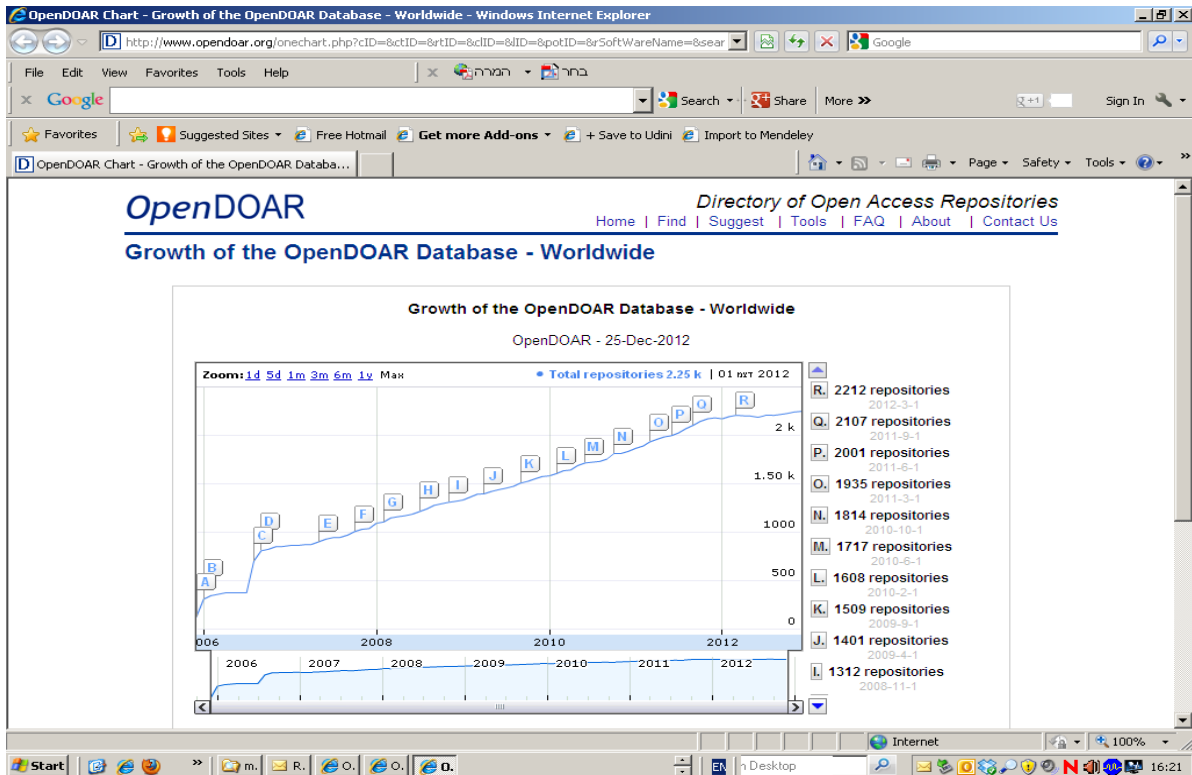 OpenDOAR Chart - Growth of the OpenDOAR Database - Worldwide - Windows Internet Explorer
http://www.opendoar.org/onechart.php?cID=&ctID=&rtID=&clID=&lID=&potID=&rSoftWareName=&sear
Google
File Edit View Favorites Tools Help
x המרה בחר
x Google Search Share More >> +1 Sign In
Favorites Suggested Sites Free Hotmail Get more Add-ons + Save to Udini Import to Mendeley
OpenDOAR Chart - Growth of the OpenDOAR Databa... Page Safety Tools >>
OpenDOAR
Directory of Open Access Repositories
Home | Find | Suggest | Tools | FAQ | About | Contact Us
Growth of the OpenDOAR Database - Worldwide
Growth of the OpenDOAR Database - Worldwide
OpenDOAR - 25-Dec-2012
Zoom: 1d 5d 1m 3m 6m 1y Max
Total repositories 2.25 k | 01 2012
A
B
C
D
E
F
G
H
I
J
K
L
M
N
O
P
Q
R
2 k
1.50 k
1000
500
0
006 2008 2010 2012
2006 2007 2008 2009 2010 2011 2012
R. 2212 repositories
2012-3-1
Q. 2107 repositories
2011-9-1
P. 2001 repositories
2011-6-1
O. 1935 repositories
2011-3-1
N. 1814 repositories
2010-10-1
M. 1717 repositories
2010-6-1
L. 1608 repositories
2010-2-1
K. 1509 repositories
2009-9-1
J. 1401 repositories
2009-4-1
I. 1312 repositories
2008-11-1
Internet 100%
Start >> m. R. O. O. O. EN Desktop 16:21